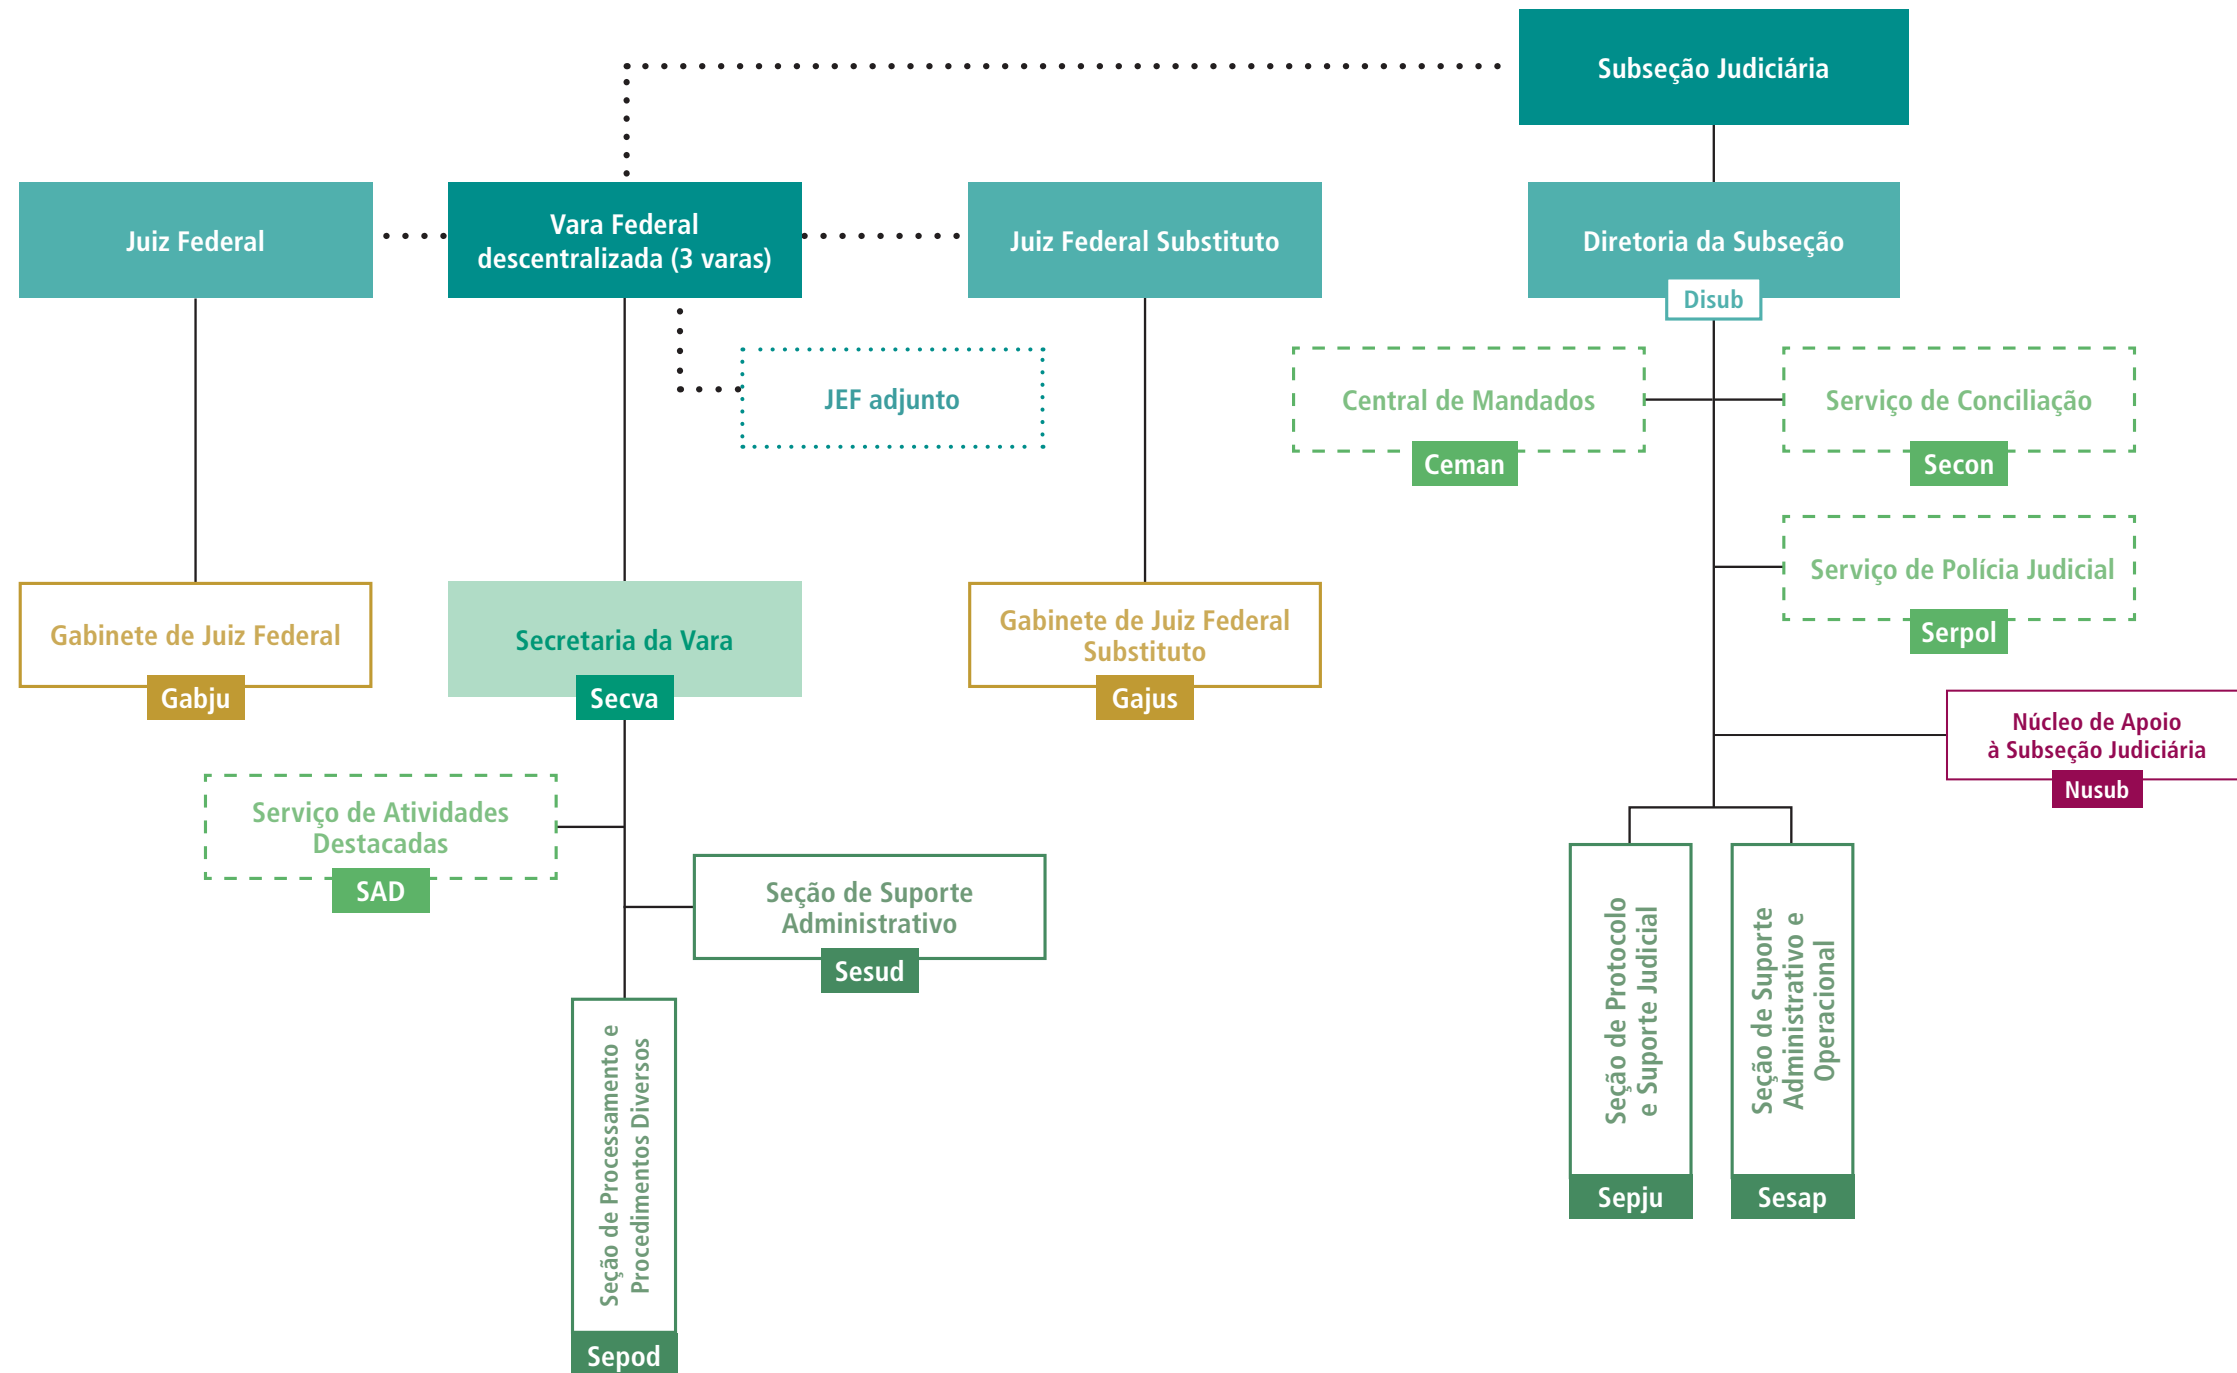 Subseção Judiciária
Juiz Federal
Vara Federal
descentralizada (3 varas)
Juiz Federal Substituto
Diretoria da Subseção
Disub
JEF adjunto
Central de Mandados
Ceman
Serviço de Conciliação
Secon
Serviço de Polícia Judicial
Serpol
Gabinete de Juiz Federal
Gabju
Secretaria da Vara
Secva
Gabinete de Juiz Federal
Substituto
Gajus
Núcleo de Apoio
à Subseção Judiciária
Nusub
Serviço de Atividades
Destacadas
SAD
Seção de Suporte
Administrativo
Sesud
Seção de Processamento e
Procedimentos Diversos
Sepod
Seção de Protocolo
e Suporte Judicial
Sepju
Seção de Suporte
Administrativo e
Operacional
Sesap